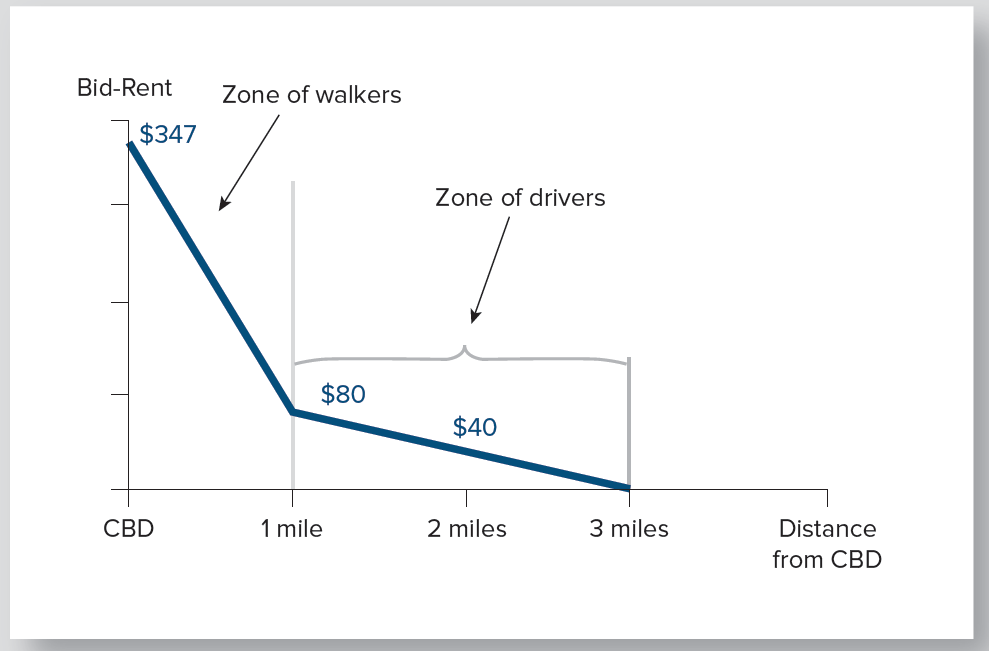 Bid-Rent
Zone of walkers
$347
Zone of drivers
$80
$40
CBD
1 mile
2 miles
3 miles
Distance
from CBD